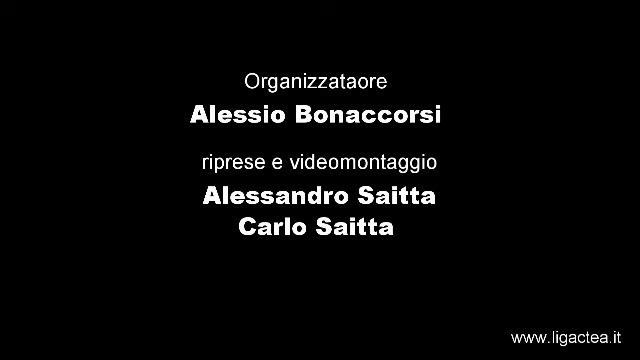 Organizzataore
Alessio Bonaccorsi
riprese e videomontaggio
Alessandro Saitta
Carlo Saitta
www.ligactea.it